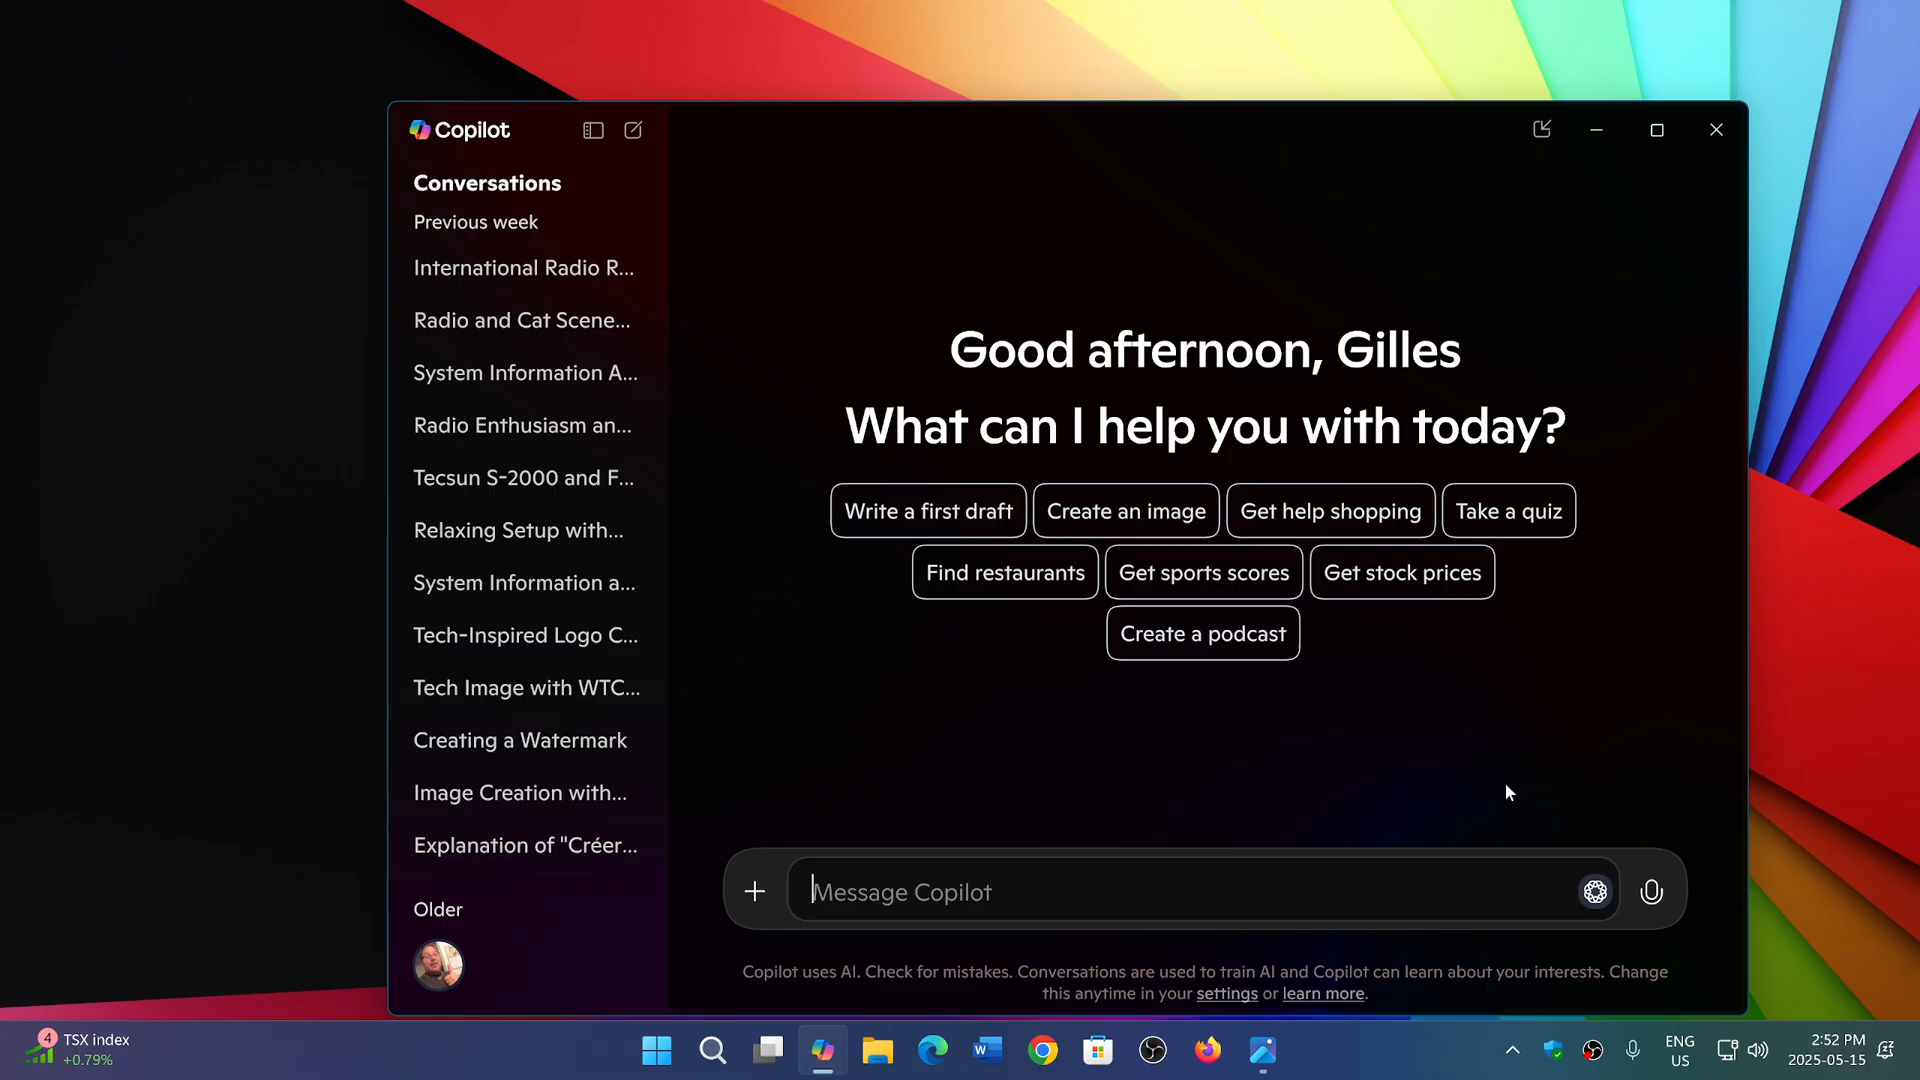 Copilot
Conversations
Previous week
International Radio R...
Radio and Cat Scene...
System Information A...
Radio Enthusiasm an...
Tecsun S-2000 and F...
Relaxing Setup with...
System Information a...
Tech-Inspired Logo C...
Tech Image with WTC...
Creating a Watermark
Image Creation with...
Explanation of "Créer...
Older
Good afternoon, Gilles
What can I help you with today?
Write a first draft
Create an image
Get help shopping
Take a quiz
Find restaurants
Get sports scores
Get stock prices
Create a podcast
Message Copilot
Copilot uses AI. Check for mistakes. Conversations are used to train AI and Copilot can learn about your interests. Change
this anytime in your settings or learn more.
4
TSX index
+0.79%
W
ENG
US
2:52 PM
2025-05-15